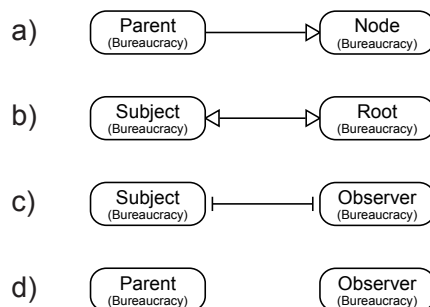 a) Parent (Bureaucracy) Node (Bureaucracy)
b) Subject (Bureaucracy) Root (Bureaucracy)
c) Subject (Bureaucracy) Observer (Bureaucracy)
d) Parent (Bureaucracy) Observer (Bureaucracy)